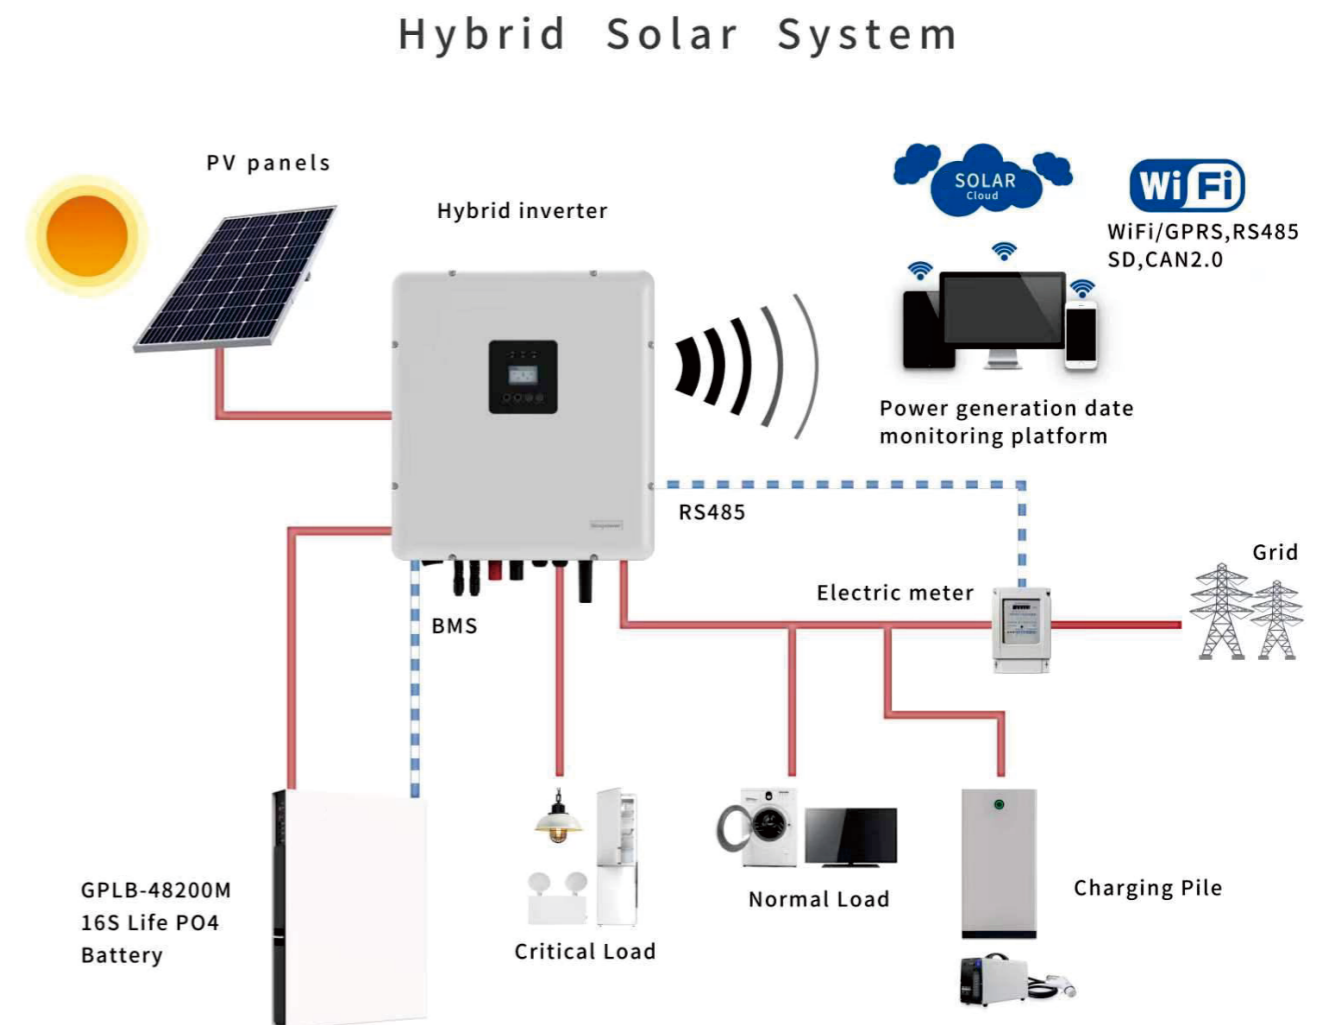 Hybrid Solar System
PV panels
Hybrid inverter
SOLAR
Cloud
WiFi
WiFi/GPRS,RS485
SD,CAN2.0
Power generation date
monitoring platform
RS485
Grid
Electric meter
BMS
GPLB-48200M
16S Life PO4
Battery
Critical Load
Normal Load
Charging Pile